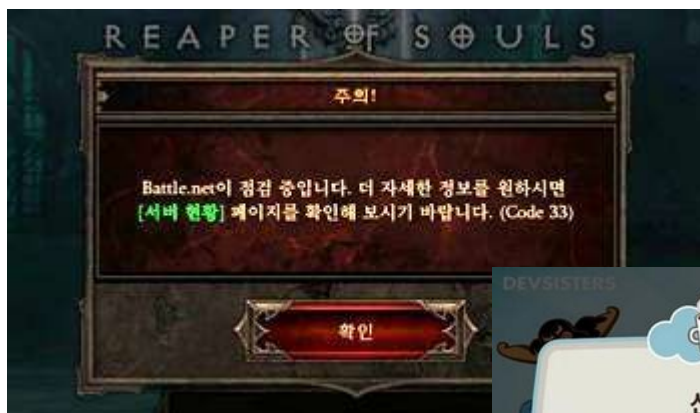 REAPER OF SOULS
주의!
Battle.net이 점검 중입니다. 더 자세한 정보를 원하시면
[서버 현황] 페이지를 확인해 보시기 바랍니다. (Code 33)
확인
DEVSISTERS